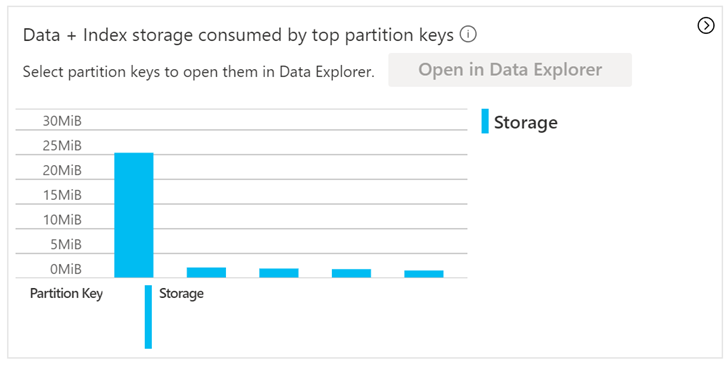 Data + Index storage consumed by top partition keys
Select partition keys to open them in Data Explorer.
Open in Data Explorer
Storage
30MiB
25MiB
20MiB
15MiB
10MiB
5MiB
0MiB
Partition Key
Storage